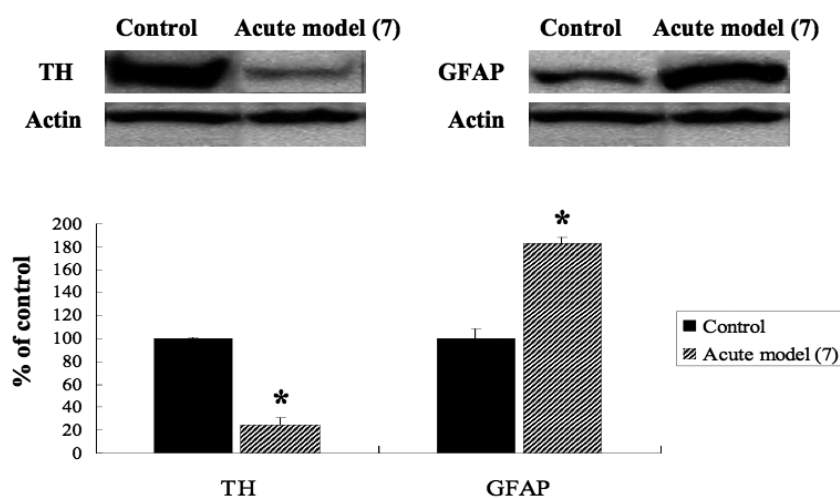 Control Acute model (7)
TH
Actin
Control Acute model (7)
GFAP
Actin
% of control
200
180
160
140
120
100
80
60
40
20
0
*
*
TH
GFAP
Control
Acute model (7)